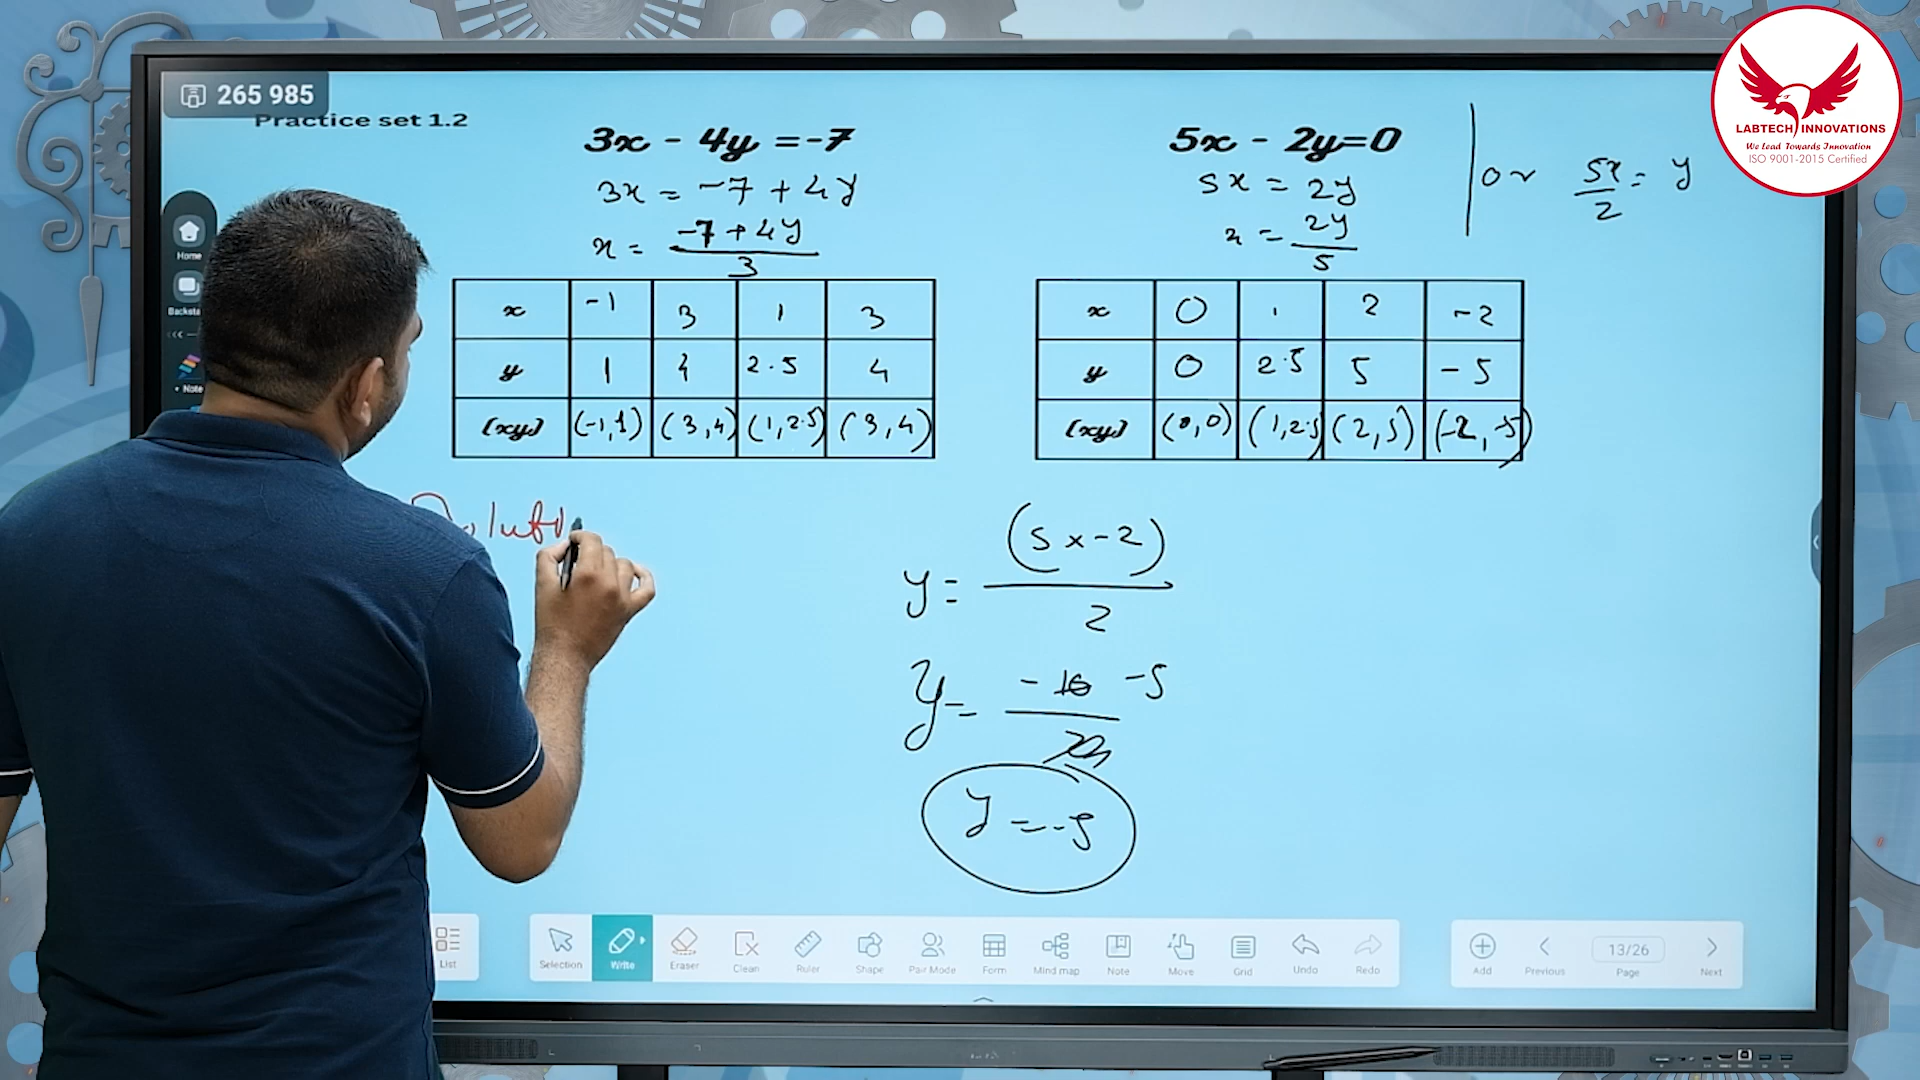 265 985
Practice set 1.2
LABTECH INNOVATIONS
We Lead Towards Innovation
ISO 9001-2015 Certified
3x - 4y =-7
3x = -7 + 4y
x = -7 + 4y / 3
x -1 3 1 3
y 1 4 2.5 4
(xy) (-1,1) (3,4) (1,2.5) (3,4)
5x - 2y=0
5x = 2y
x = 2y / 5
or 5x / 2 = y
x 0 1 2 -2
y 0 2.5 5 -5
(xy) (0,0) (1,2.5) (2,5) (-2,-5)
Soluti
y = (5 x -2) / 2
y = -10 -5
y = -5
Home
Note
List
Selection Write Eraser Clean Ruler Shape Pair Mode Form Mind map Note Move Grid Undo Redo
Add Previous 13/26 Page Next